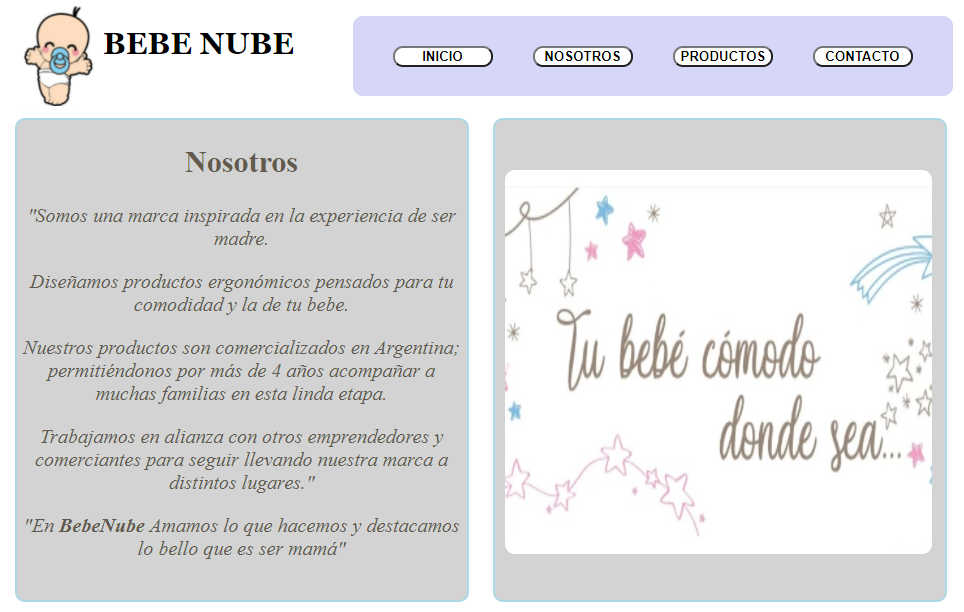 BEBE NUBE
INICIO
NOSOTROS
PRODUCTOS
CONTACTO
Nosotros
"Somos una marca inspirada en la experiencia de ser
madre.
Diseñamos productos ergonómicos pensados para tu
comodidad y la de tu bebe.
Nuestros productos son comercializados en Argentina;
permitiéndonos por más de 4 años acompañar a
muchas familias en esta linda etapa.
Trabajamos en alianza con otros emprendedores y
comerciantes para seguir llevando nuestra marca a
distintos lugares."
"En BebeNube Amamos lo que hacemos y destacamos
lo bello que es ser mamá"
Tu bebé cómodo
donde sea...